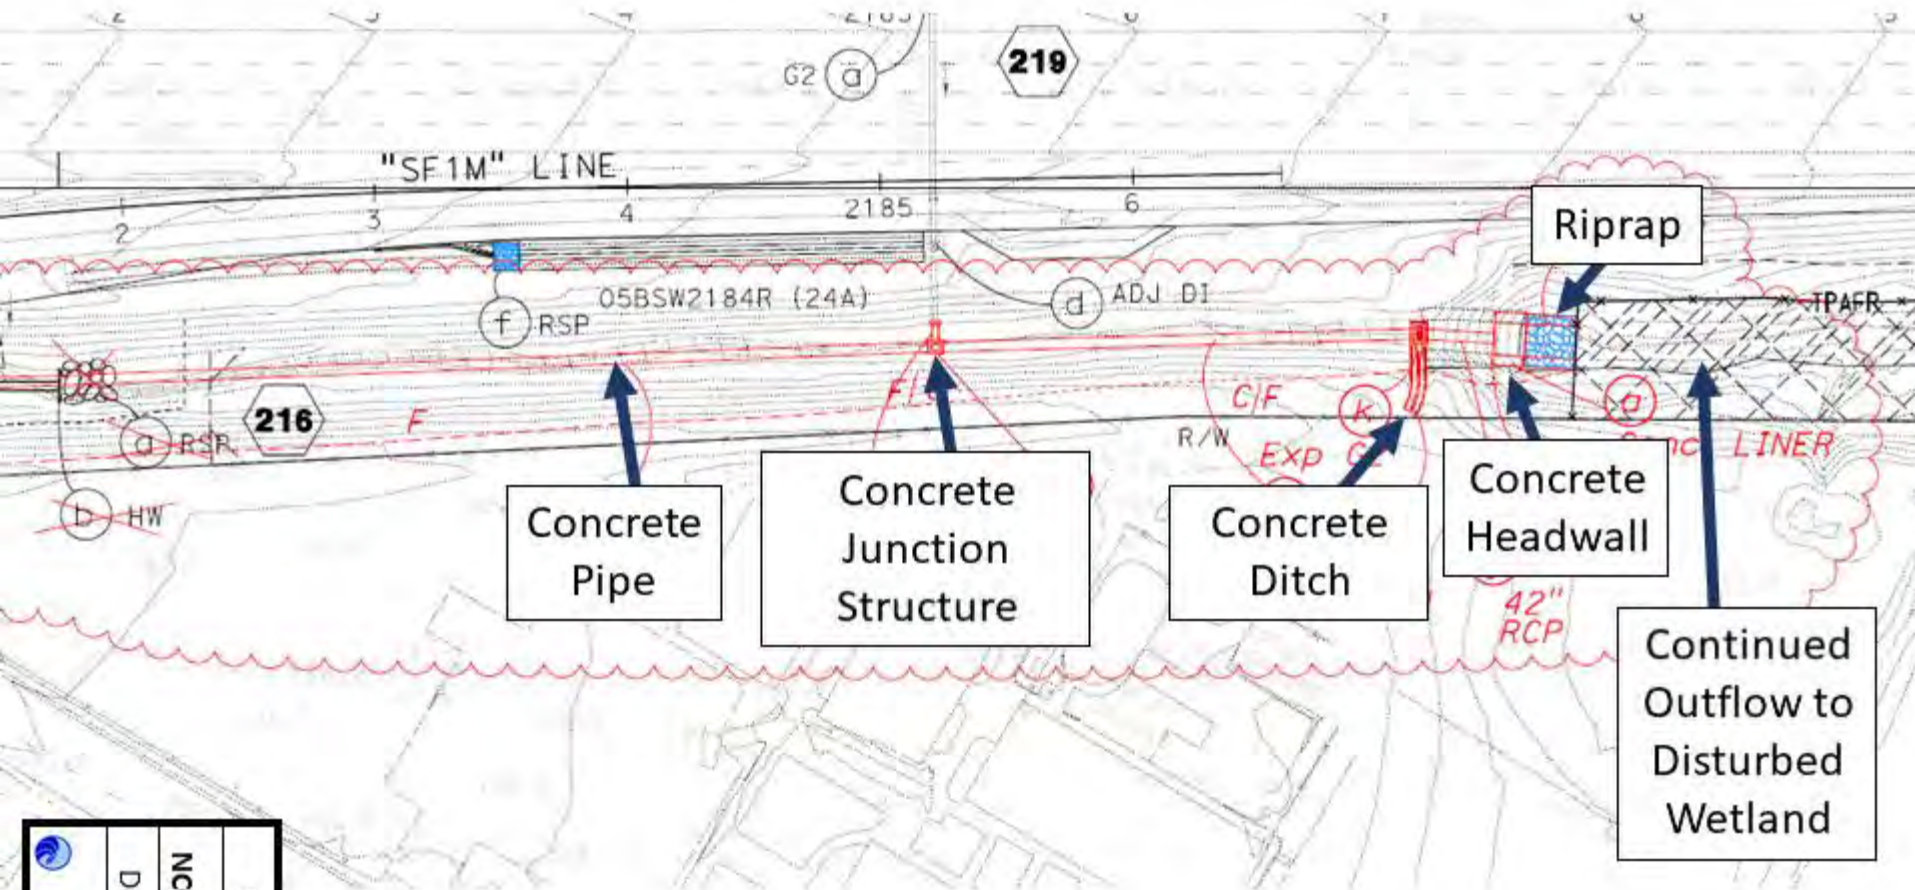 G2 a
219
"SF1M" LINE
2 3 4 2185 6
Riprap
05BSW2184R (24A)
d ADJ DI
f RSP
TPAFR
216
F
a RSP
C/F
k
a
R/W
Exp
LINER
b HW
Concrete
Pipe
Concrete
Junction
Structure
Concrete
Ditch
Concrete
Headwall
42"
RCP
Continued
Outflow to
Disturbed
Wetland